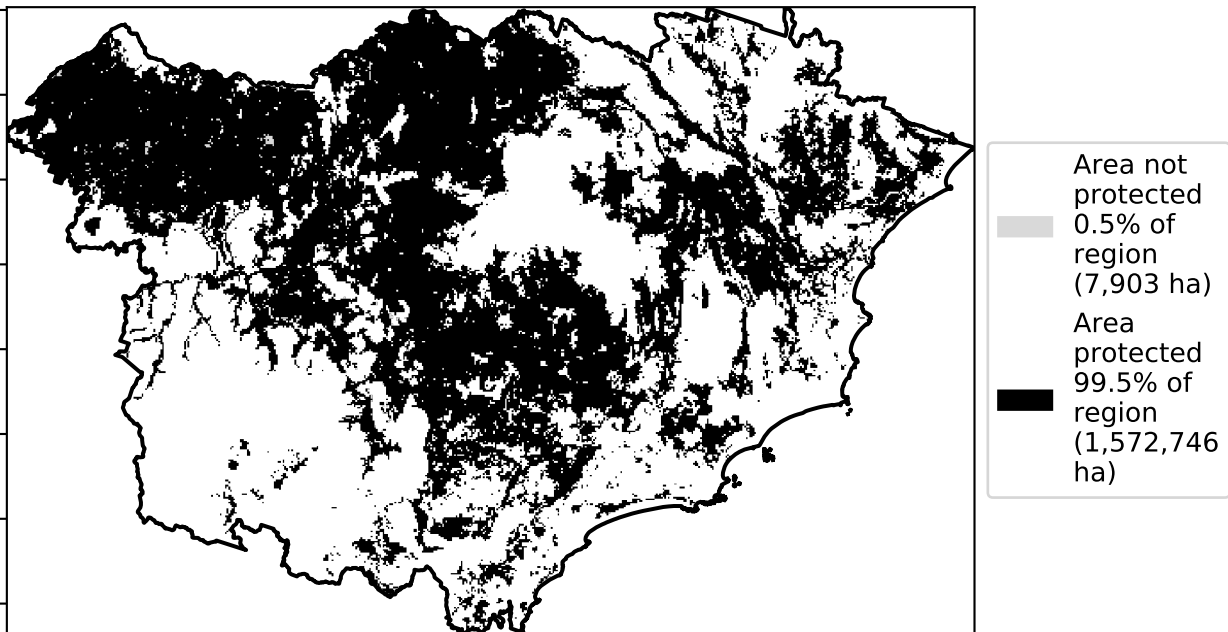 Area not
protected
0.5% of
region
(7,903 ha)
Area
protected
99.5% of
region
(1,572,746
ha)